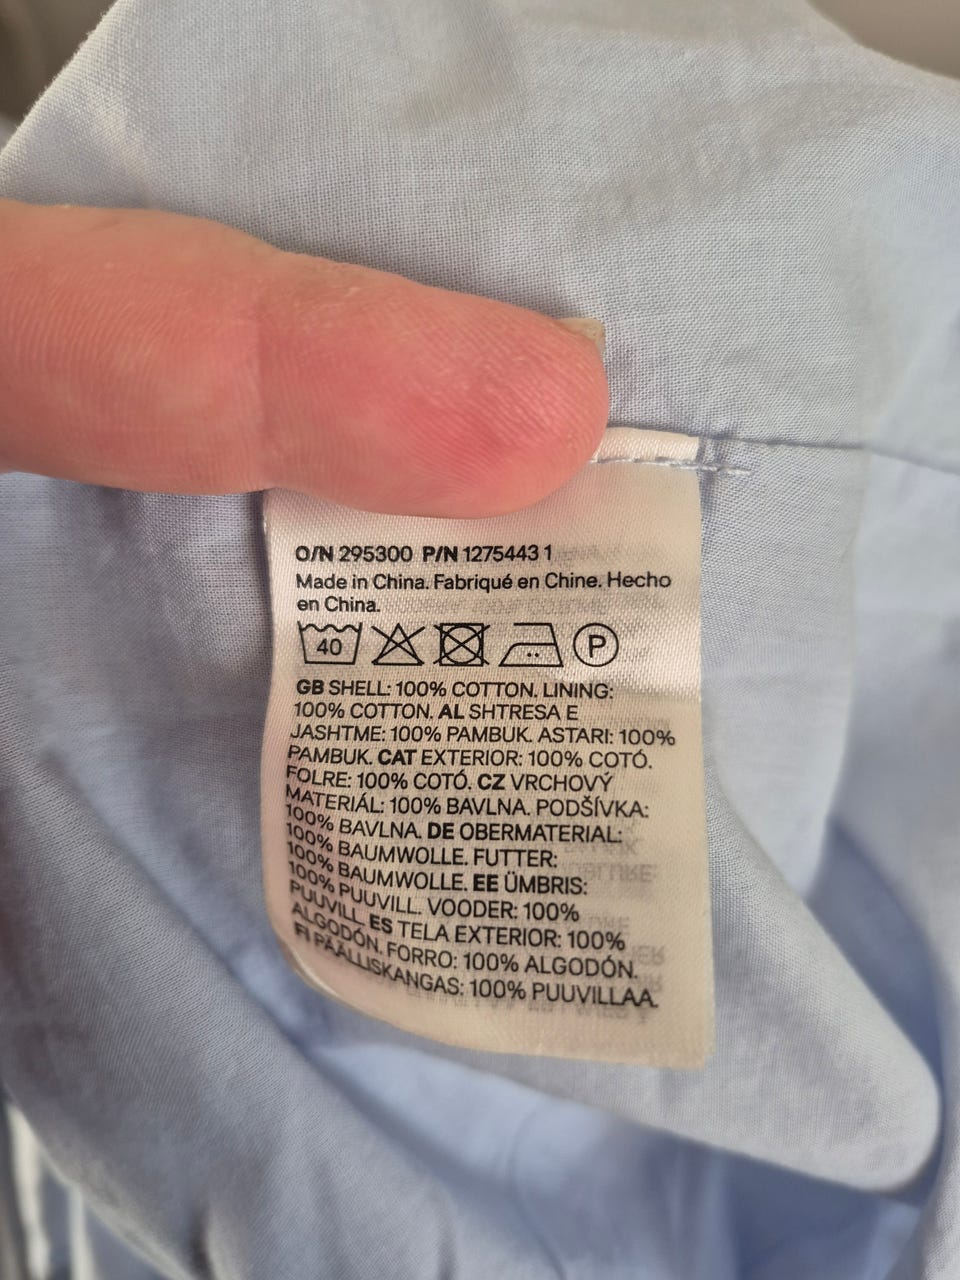 O/N 295300 P/N 1275443 1
Made in China. Fabriqué en Chine. Hecho
en China.
40 P
GB SHELL: 100% COTTON. LINING:
100% COTTON. AL SHTRESA E
JASHTME: 100% PAMBUK. ASTARI: 100%
PAMBUK. CAT EXTERIOR: 100% COTÓ.
FOLRE: 100% COTÓ. CZ VRCHOVÝ
MATERIÁL: 100% BAVLNA. PODŠÍVKA:
100% BAVLNA. DE OBERMATERIAL:
100% BAUMWOLLE. FUTTER:
100% BAUMWOLLE. EE ÜMBRIS:
100% PUUVILL. VOODER: 100%
PUUVILL. ES TELA EXTERIOR: 100%
ALGODÓN. FORRO: 100% ALGODÓN.
FI PÄÄLLISKANGAS: 100% PUUVILLAA.